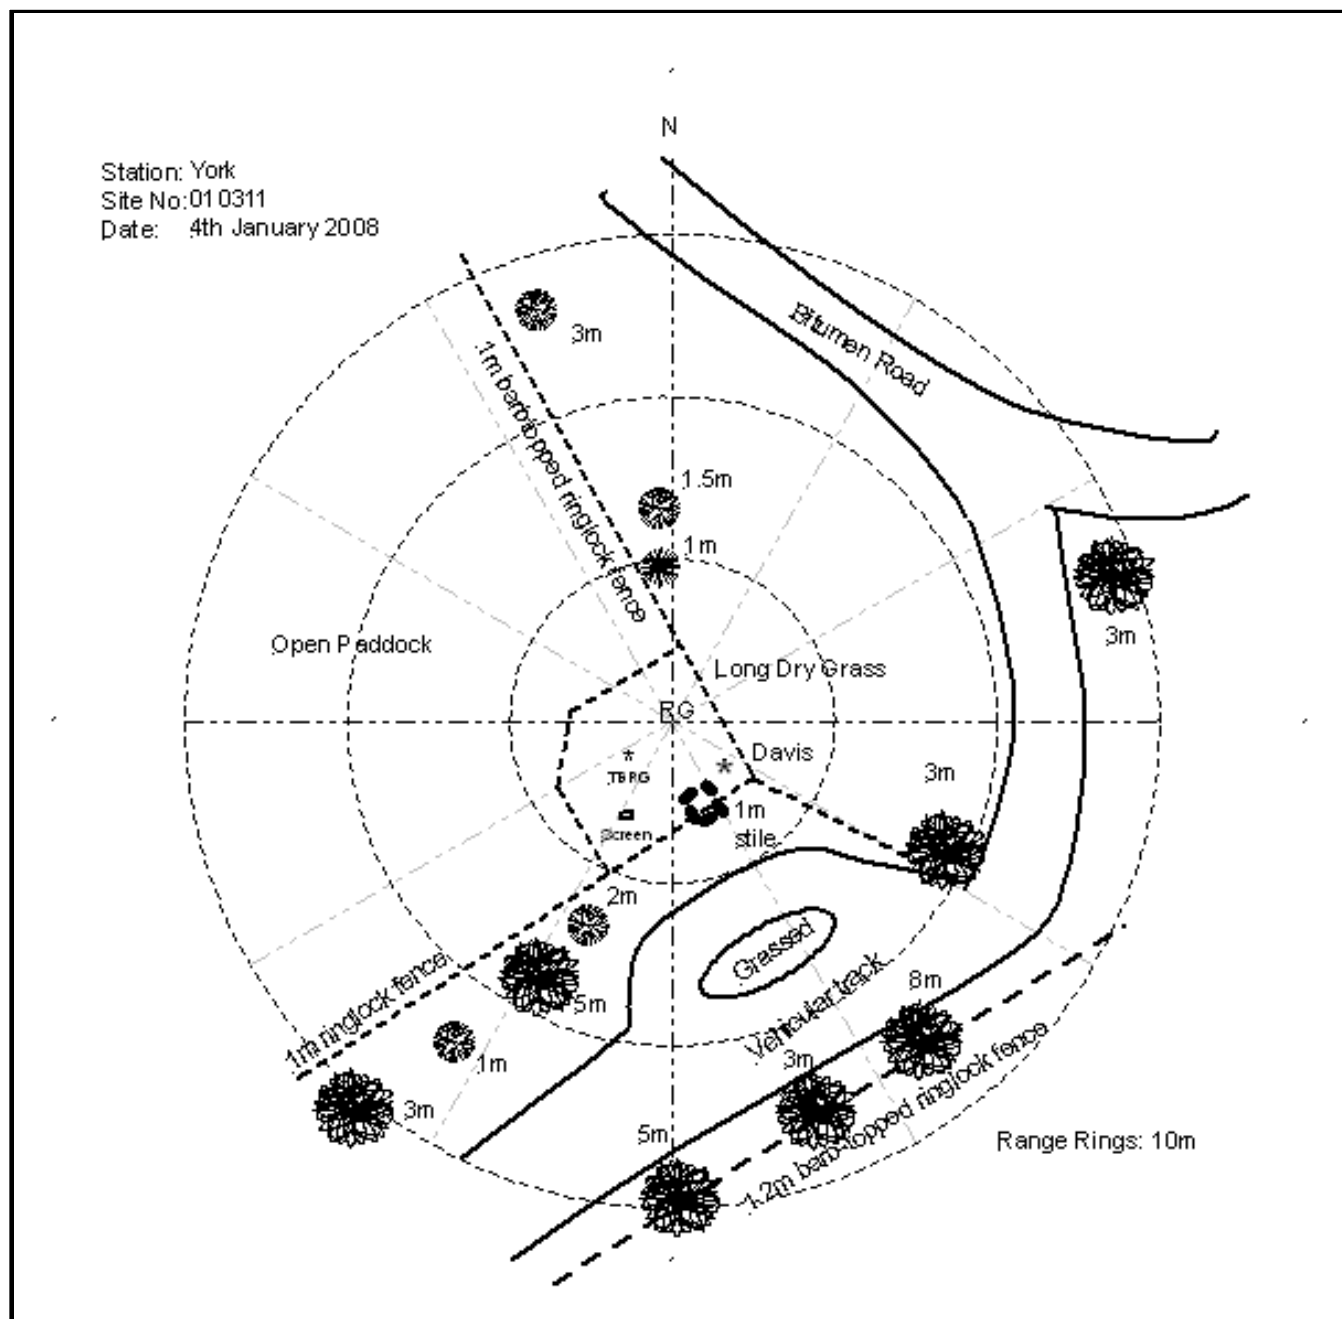 N
Station: York
Site No:010311
Date: 4th January 2008
Bitumen Road
3m
1m barb-topped ringlock fence
1.5m
1m
3m
Open Paddock
Long Dry Grass
RG
Davis
TBRG
3m
1m
stile
Screen
2m
Grassed
1m ringlock fence
5m
Vehicular track
8m
1m
3m
3m
5m
1.2m barb-topped ringlock fence
Range Rings: 10m